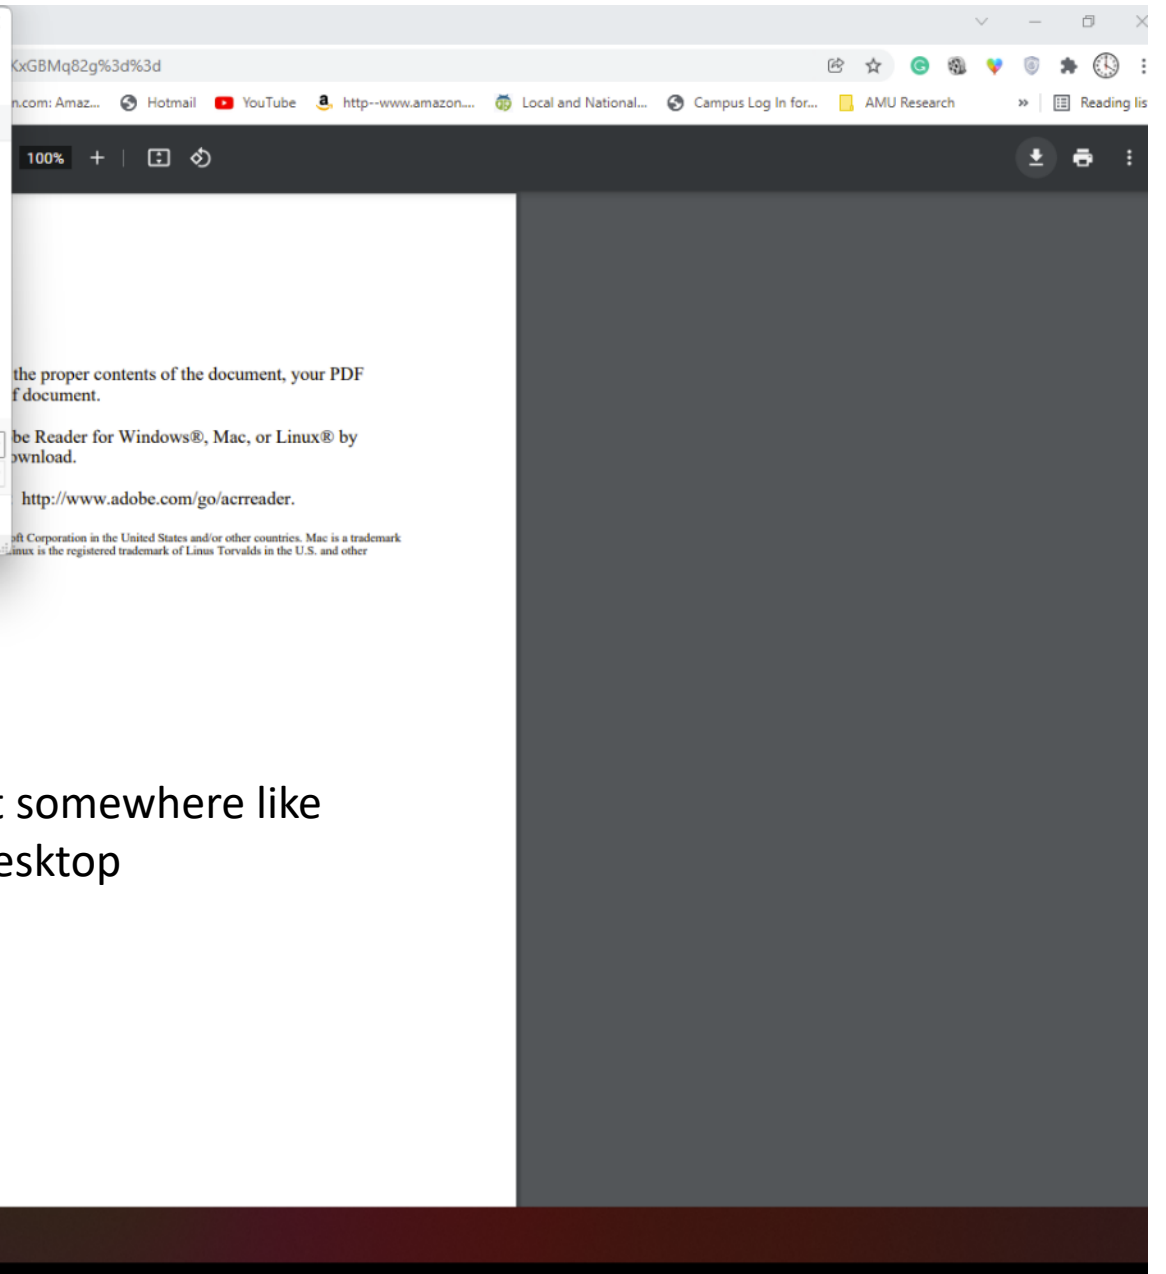 KxGBMq82g%3d%3d
n.com: Amaz... Hotmail YouTube http--www.amazon.... Local and National... Campus Log In for... AMU Research » Reading lis
100%
the proper contents of the document, your PDF
f document.
be Reader for Windows®, Mac, or Linux® by
ownload.
http://www.adobe.com/go/acrreader.
oft Corporation in the United States and/or other countries. Mac is a trademark
inux is the registered trademark of Linus Torvalds in the U.S. and other
t somewhere like
esktop